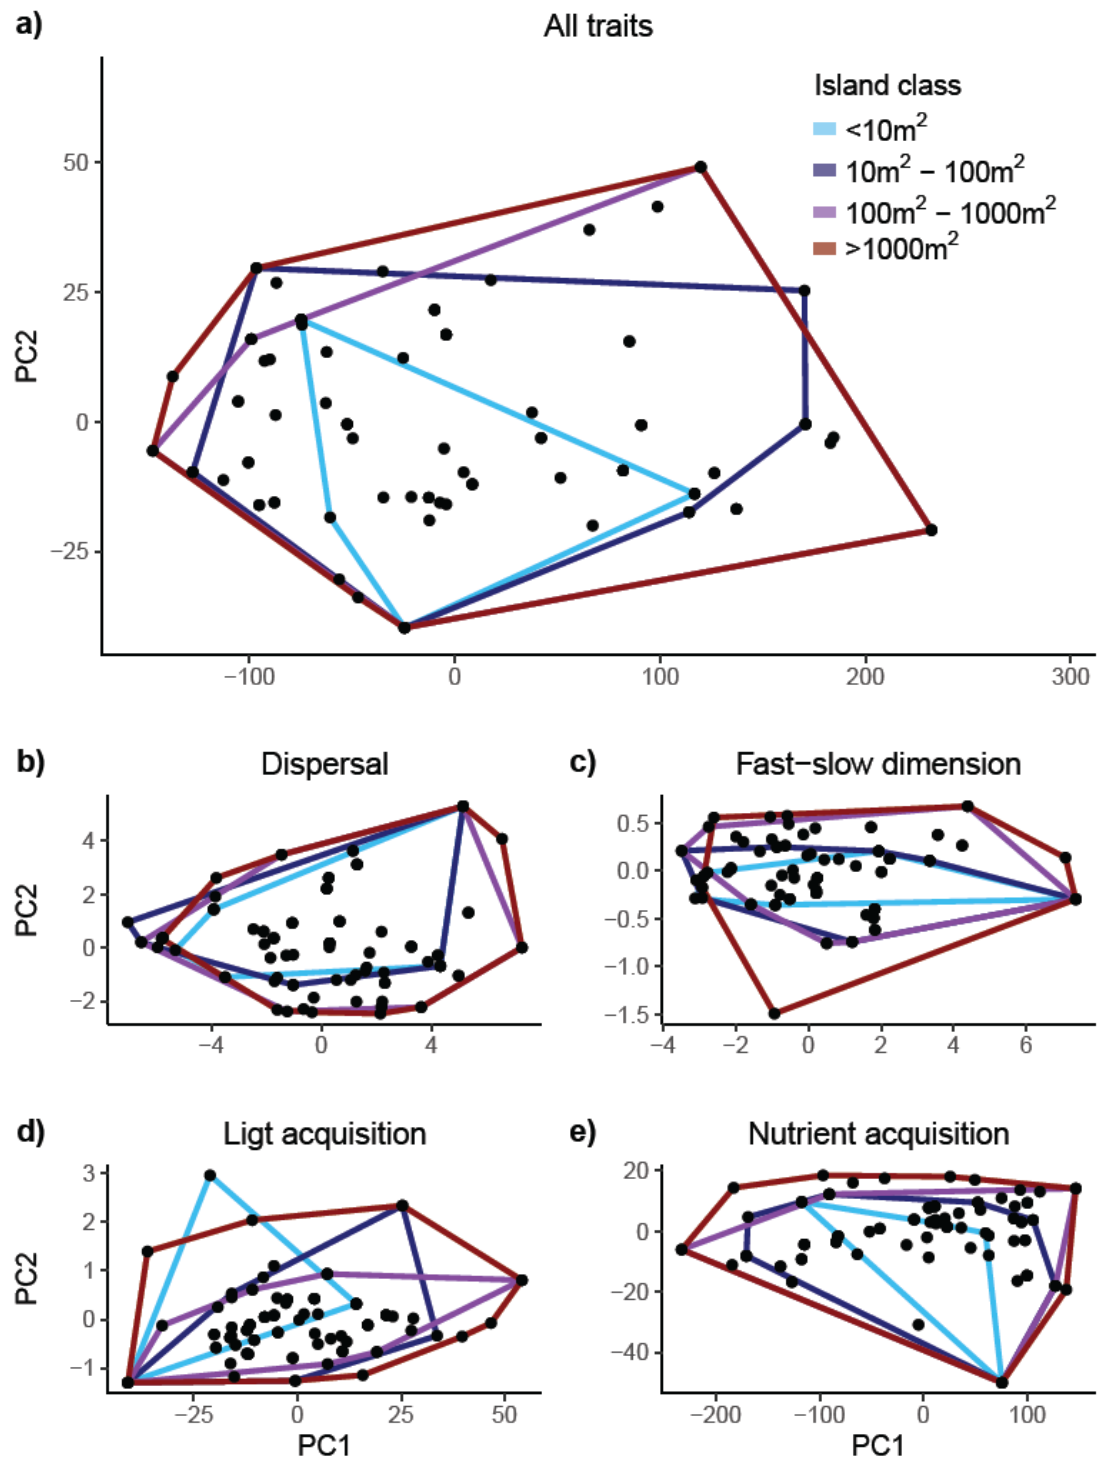 a)
All traits
Island class
<10m²
10m² − 100m²
100m² − 1000m²
>1000m²
PC2
50
25
0
−25
−100 0 100 200 300
b)
Dispersal
PC2
4
2
0
−2
−4 0 4
c)
Fast−slow dimension
0.5
0.0
−0.5
−1.0
−1.5
−4 −2 0 2 4 6
d)
Ligt acquisition
PC2
3
2
1
0
−1
−25 0 25 50
PC1
e)
Nutrient acquisition
20
0
−20
−40
−200 −100 0 100
PC1